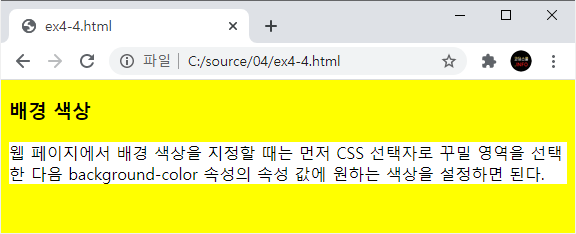 ex4-4.html
파일 C:/source/04/ex4-4.html
배경 색상
웹 페이지에서 배경 색상을 지정할 때는 먼저 CSS 선택자로 꾸밀 영역을 선택
한 다음 background-color 속성의 속성 값에 원하는 색상을 설정하면 된다.